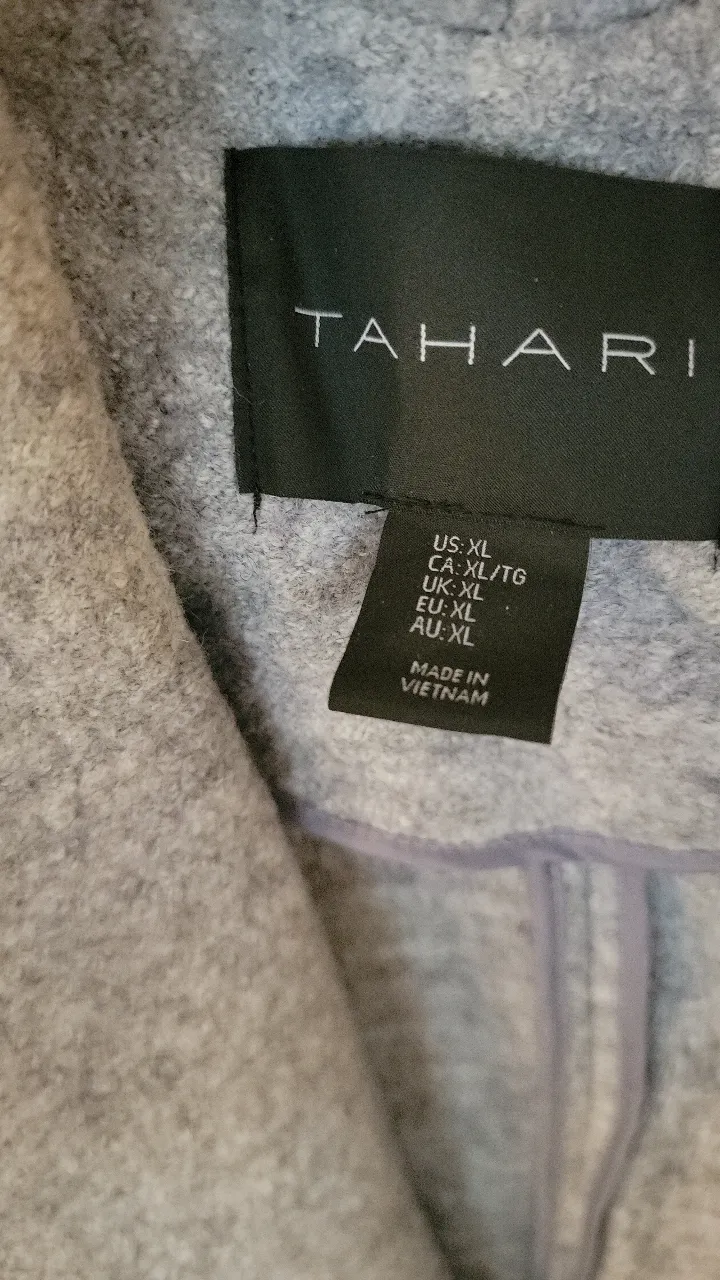 TAHARI
US: XL
CA: XL/TG
UK: XL
EU: XL
AU: XL
MADE IN
VIETNAM